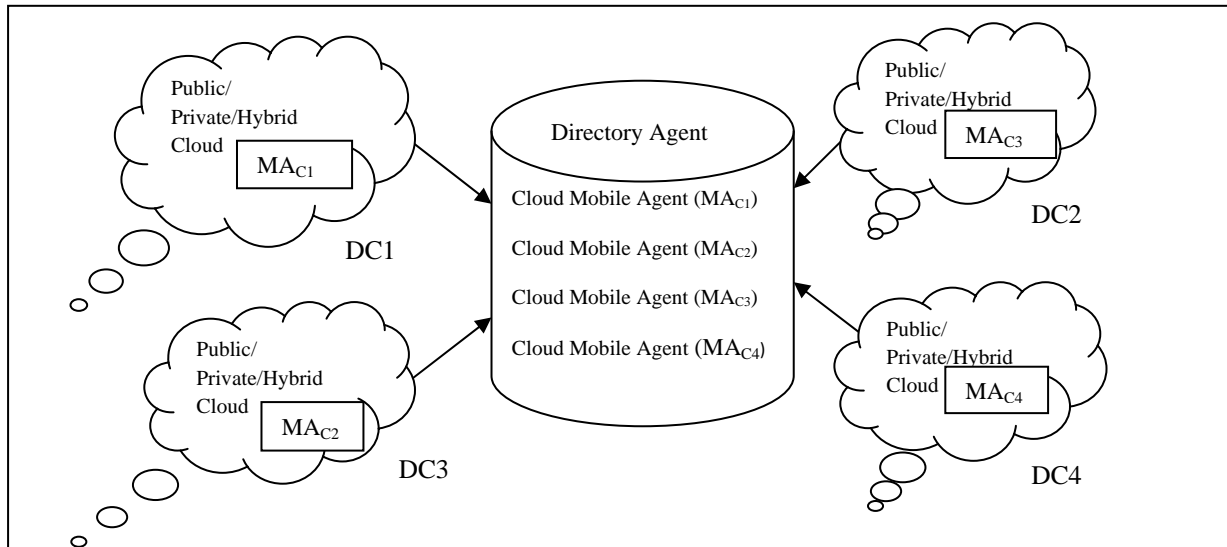 Public/
Private/Hybrid
Cloud
MAC1
DC1
Directory Agent
Cloud Mobile Agent (MAC1)
Cloud Mobile Agent (MAC2)
Cloud Mobile Agent (MAC3)
Cloud Mobile Agent (MAC4)
Public/
Private/Hybrid
Cloud
MAC3
DC2
Public/
Private/Hybrid
Cloud
MAC2
DC3
Public/
Private/Hybrid
Cloud
MAC4
DC4